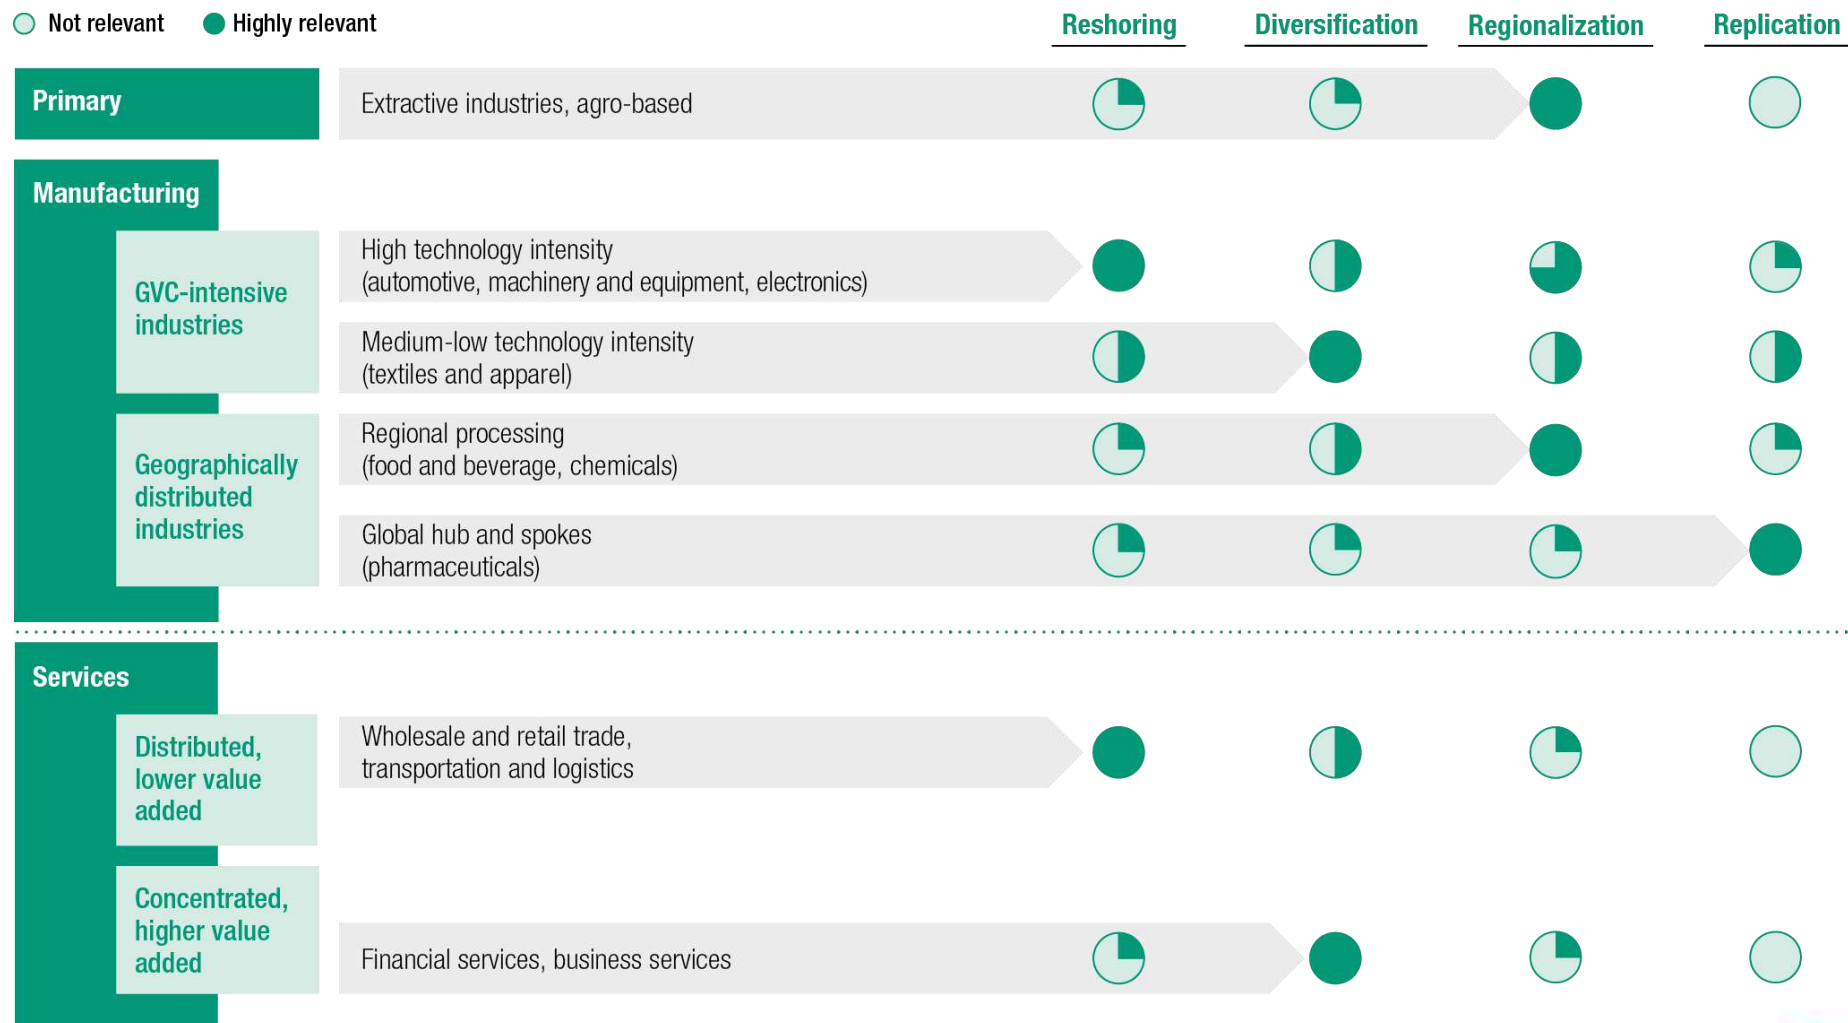 Not relevant
Highly relevant
Reshoring
Diversification
Regionalization
Replication
Primary
Extractive industries, agro-based
Manufacturing
GVC-intensive
industries
High technology intensity
(automotive, machinery and equipment, electronics)
Medium-low technology intensity
(textiles and apparel)
Geographically
distributed
industries
Regional processing
(food and beverage, chemicals)
Global hub and spokes
(pharmaceuticals)
Services
Distributed,
lower value
added
Wholesale and retail trade,
transportation and logistics
Concentrated,
higher value
added
Financial services, business services